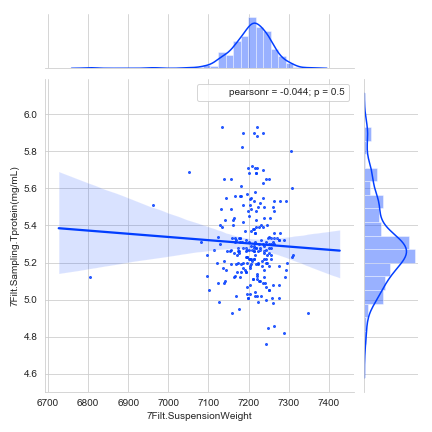 pearsonr = -0.044; p = 0.5
6.0
5.8
5.6
5.4
5.2
5.0
4.8
4.6
7Filt.Sampling.Tprotein(mg/mL)
6700 6800 6900 7000 7100 7200 7300 7400
7Filt.SuspensionWeight